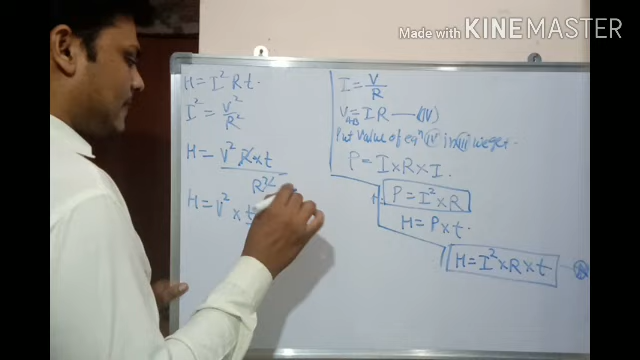 Made with KINEMASTER
H = I² R t.
I² = V²/R²
H = V² R × t / R²
H = V² × t
I = V/R
V = I R —— (IV)
Put value of eqⁿ (IV) in (III) we get.
P = I × R × I.
P = I² × R
H = P × t.
H = I² × R × t